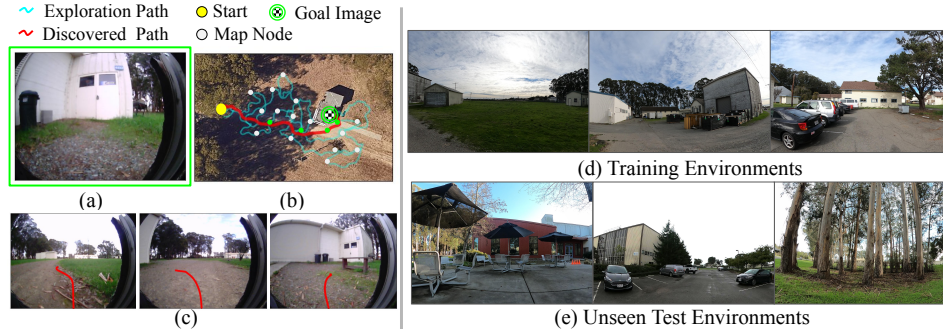 Exploration Path
Start
Goal Image
Discovered Path
Map Node
(a)
(b)
(c)
(d) Training Environments
(e) Unseen Test Environments